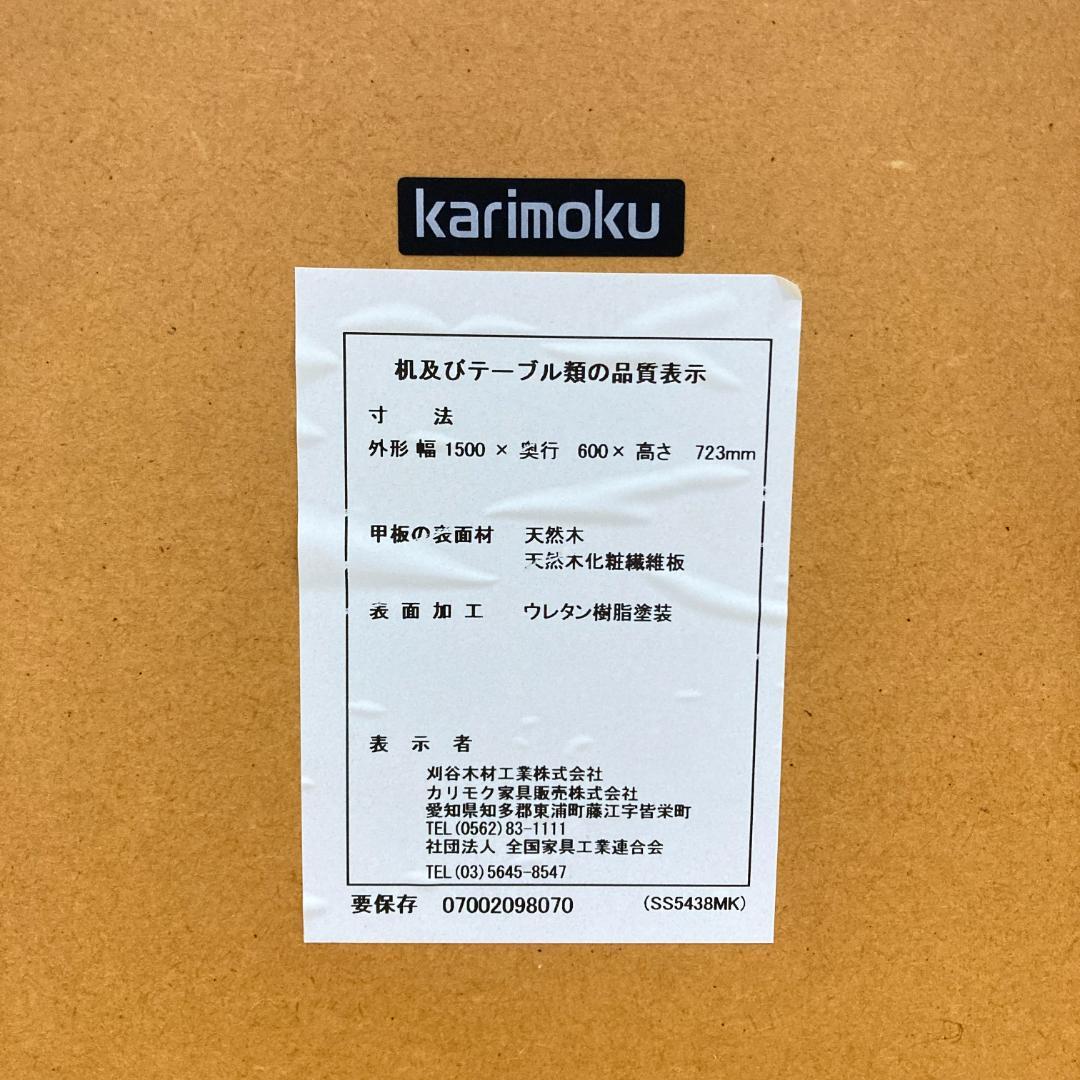 karimoku
机及びテーブル類の品質表示
寸 法
外形 幅 1500 × 奥行 600× 高さ 723mm
甲板の表面材 天然木
天然木化粧繊維板
表面加工 ウレタン樹脂塗装
表示者
刈谷木材工業株式会社
カリモク家具販売株式会社
愛知県知多郡東浦町藤江字皆栄町
TEL(0562)83-1111
社団法人 全国家具工業連合会
TEL(03)5645-8547
要保存 07002098070 (SS5438MK)